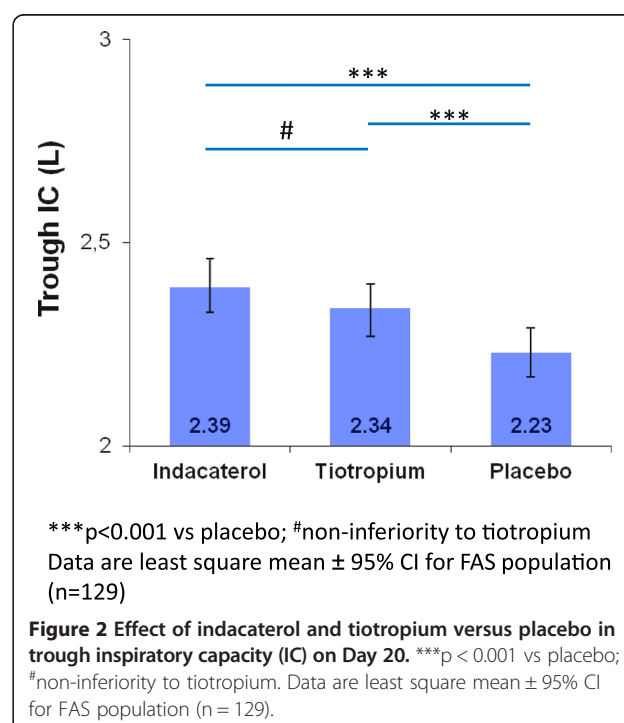 3
***
***
#
Trough IC (L)
2,5
2.39
2.34
2.23
2
Indacaterol Tiotropium Placebo
***p<0.001 vs placebo; #non-inferiority to tiotropium
Data are least square mean ± 95% CI for FAS population
(n=129)
Figure 2 Effect of indacaterol and tiotropium versus placebo in
trough inspiratory capacity (IC) on Day 20. ***p < 0.001 vs placebo;
#non-inferiority to tiotropium. Data are least square mean ± 95% CI
for FAS population (n = 129).